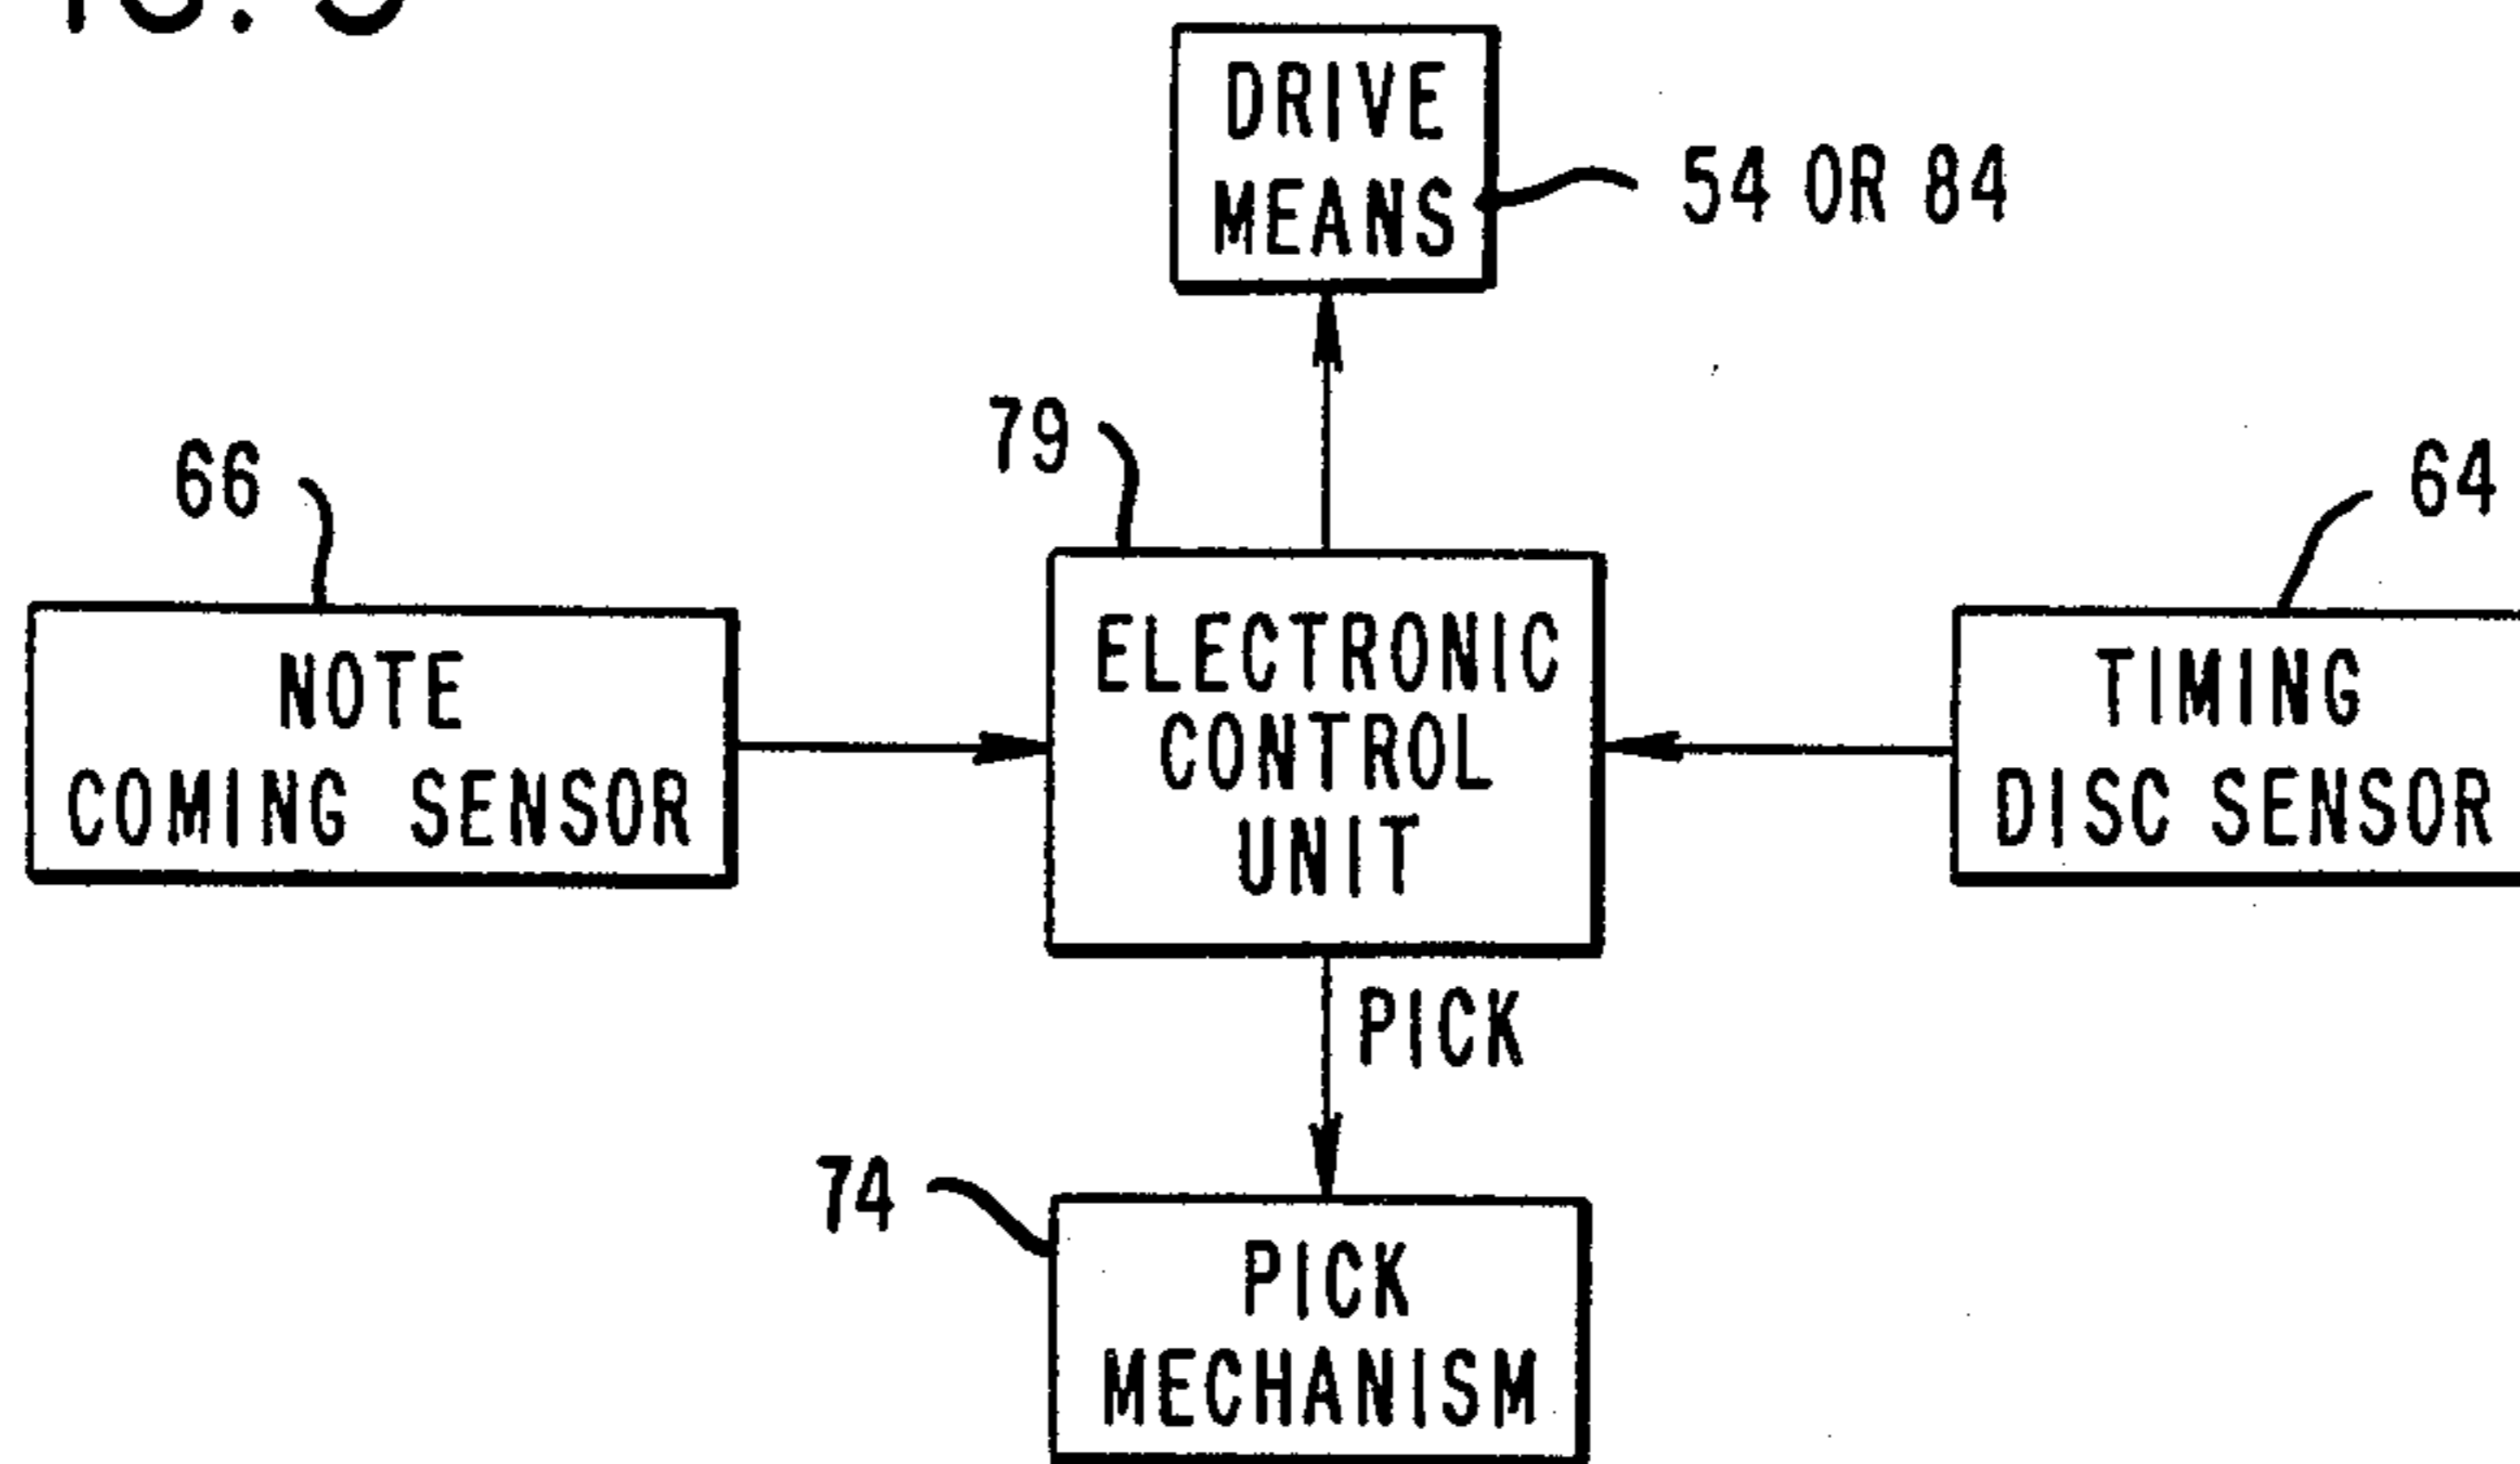 DRIVE
MEANS
54 OR 84
79
66
64
NOTE
COMING SENSOR
ELECTRONIC
CONTROL
UNIT
TIMING
DISC SENSOR
PICK
74
PICK
MECHANISM